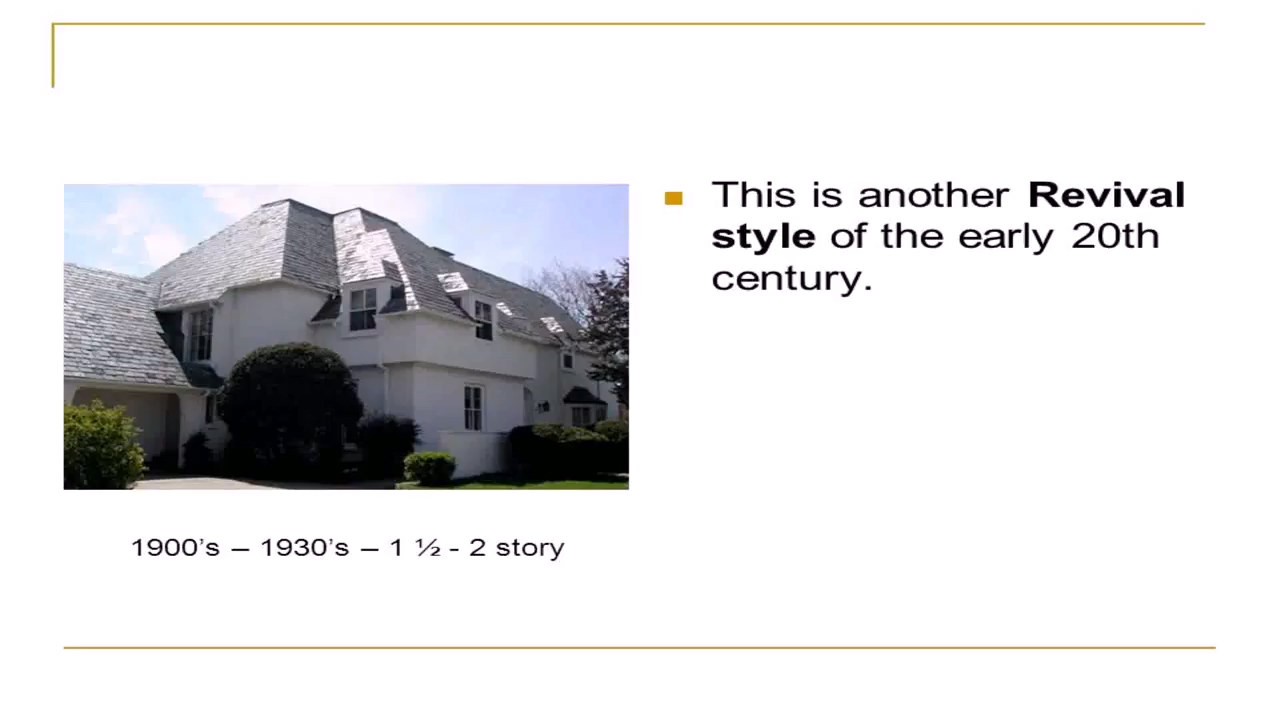 This is another Revival
style of the early 20th
century.
1900’s – 1930’s – 1 ½ - 2 story